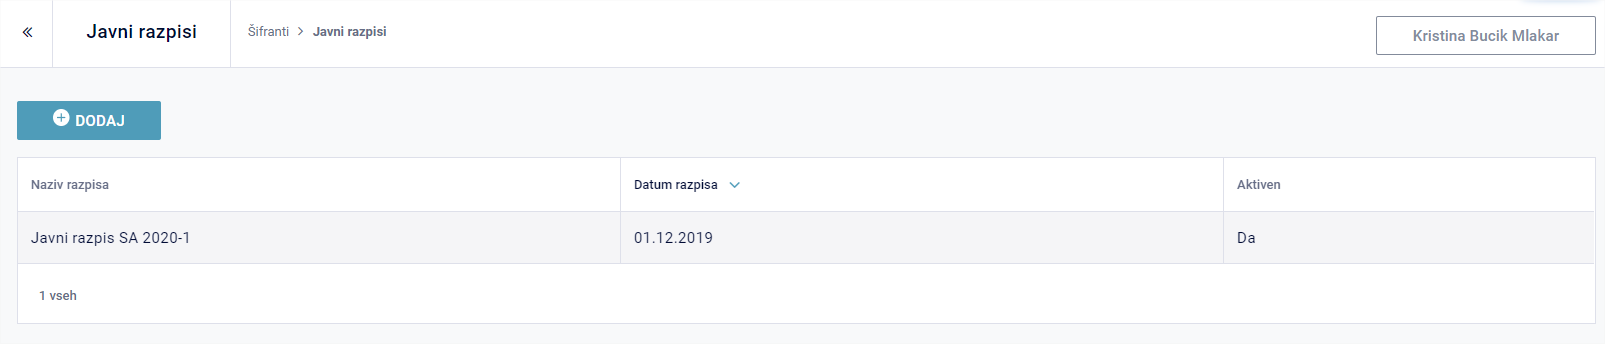 « Javni razpisi Šifranti > Javni razpisi Kristina Bucik Mlakar
DODAJ
Naziv razpisa Datum razpisa Aktiven
Javni razpis SA 2020-1 01.12.2019 Da
1 vseh